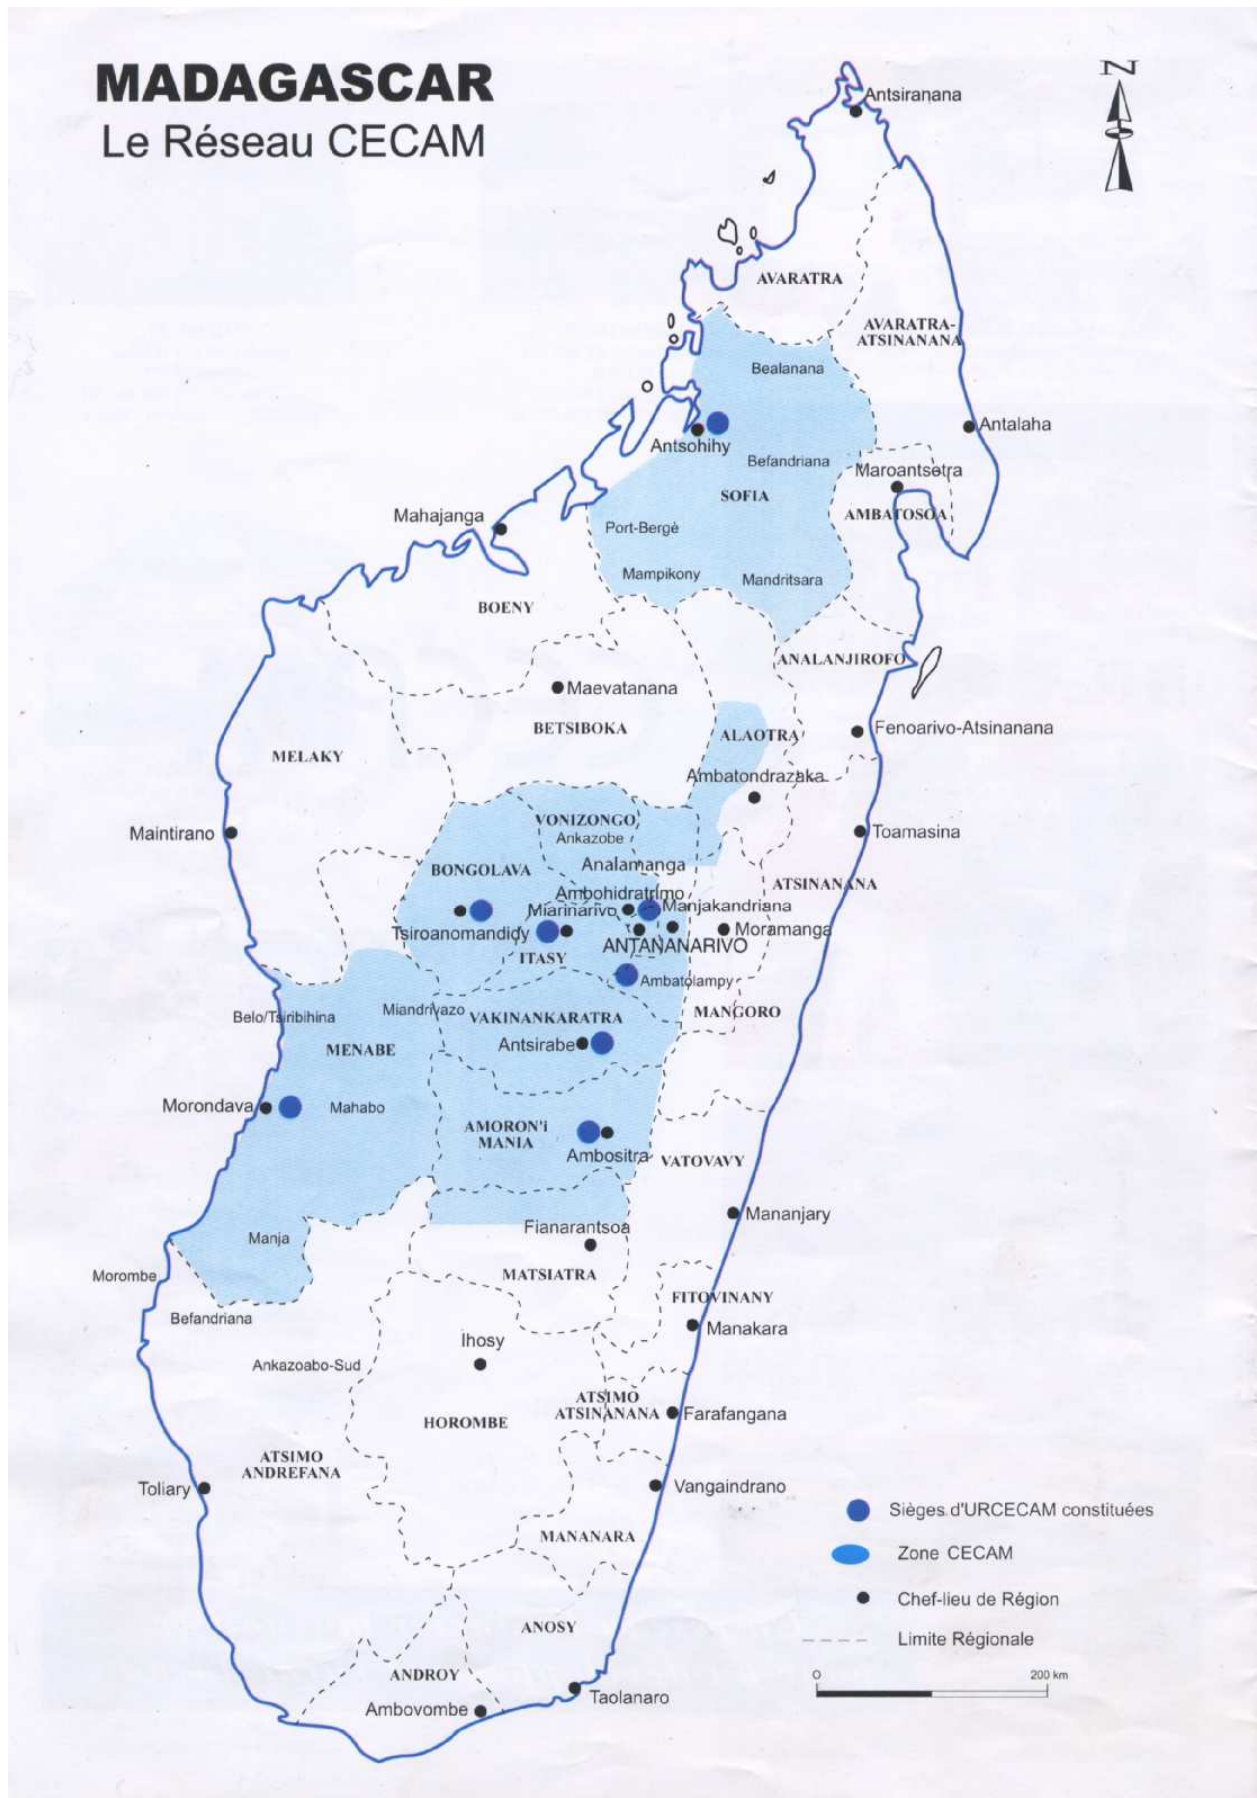 MADAGASCAR
Le Réseau CECAM
N
Antsiranana
AVARATRA
AVARATRA-
ATSINANANA
Bealanana
Antsohihy
Antalaha
Befandriana
Maroantsetra
SOFIA
AMBATOSOA
Mahajanga
Port-Bergé
Mampikony
Mandritsara
BOENY
ANALANJIROFO
Maevatanana
BETSIBOKA
Fenoarivo-Atsinanana
ALAOTRA
MELAKY
Ambatondrazaka
VONIZONGO
Maintirano
Ankazobe
Toamasina
Analamanga
BONGOLAVA
ATSINANANA
Ambohidratrimo
Miarinarivo
Manjakandriana
Tsiroanomandidy
Moramanga
ANTANANARIVO
ITASY
Ambatolampy
Miandrivazo
MANGORO
Belo/Tsiribihina
VAKINANKARATRA
MENABE
Antsirabe
Morondava
Mahabo
AMORON'i
MANIA
Ambositra
VATOVAVY
Mananjary
Fianarantsoa
Manja
Morombe
MATSIATRA
FITOVINANY
Befandriana
Manakara
Ihosy
Ankazoabo-Sud
ATSIMO
ATSINANANA
Farafangana
HOROMBE
ATSIMO
ANDREFANA
Toliary
Vangaindrano
MANANARA
ANOSY
ANDROY
Taolanaro
Ambovombe
Sièges d'URCECAM constituées
Zone CECAM
Chef-lieu de Région
Limite Régionale
0 200 km